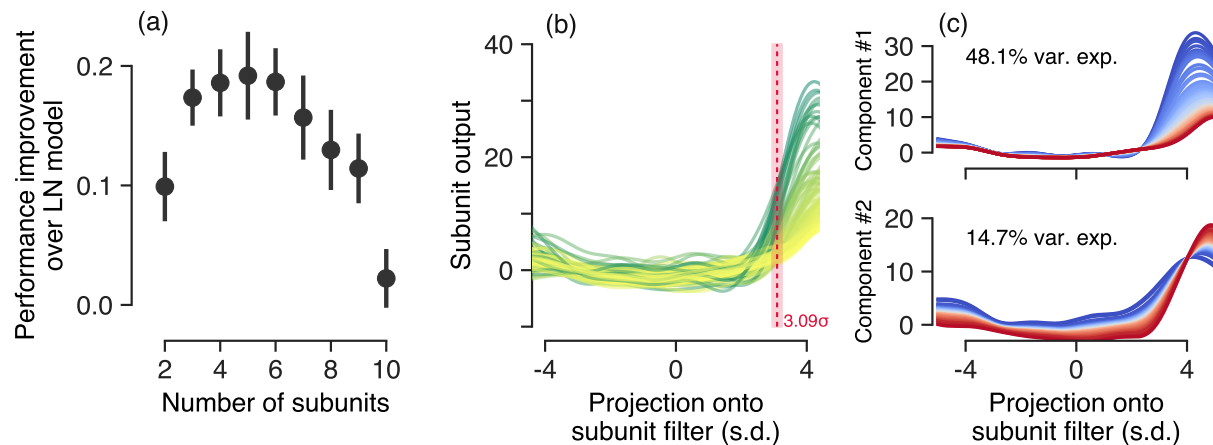 (a)
Performance improvement
over LN model
0.2
0.1
0.0
2 4 6 8 10
Number of subunits
(b)
Subunit output
40
20
0
3.09σ
-4 0 4
Projection onto
subunit filter (s.d.)
(c)
Component #1
30
20
10
0
48.1% var. exp.
Component #2
20
10
0
14.7% var. exp.
-4 0 4
Projection onto
subunit filter (s.d.)